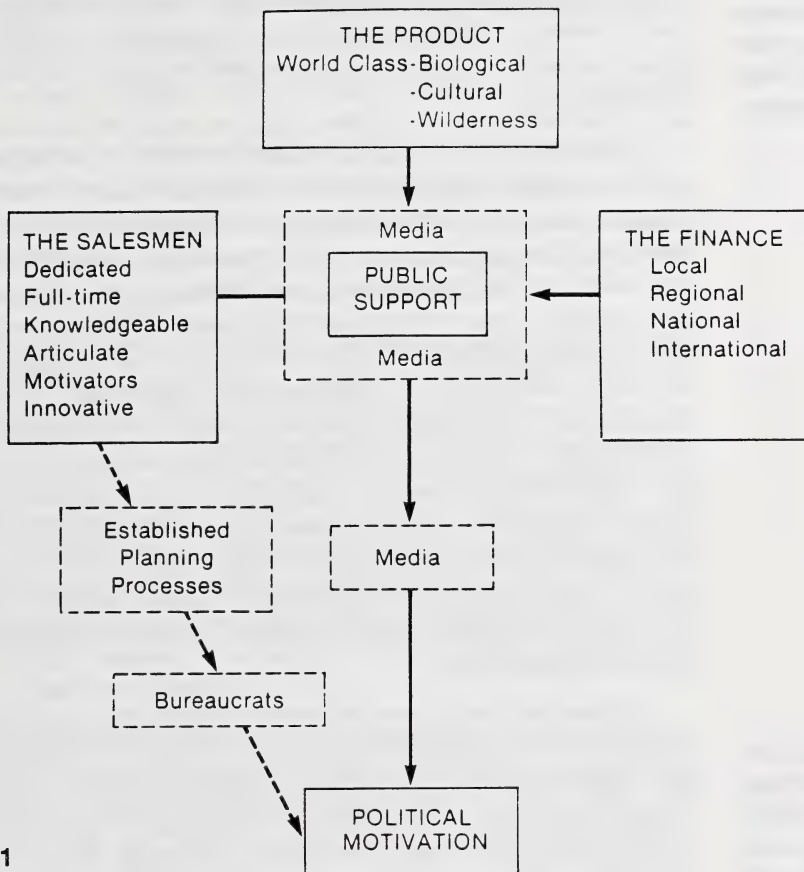 THE PRODUCT
World Class-Biological
-Cultural
-Wilderness
THE SALESMEN
Dedicated
Full-time
Knowledgeable
Articulate
Motivators
Innovative
Media
PUBLIC
SUPPORT
Media
THE FINANCE
Local
Regional
National
International
Established
Planning
Processes
Media
Bureaucrats
POLITICAL
MOTIVATION
1